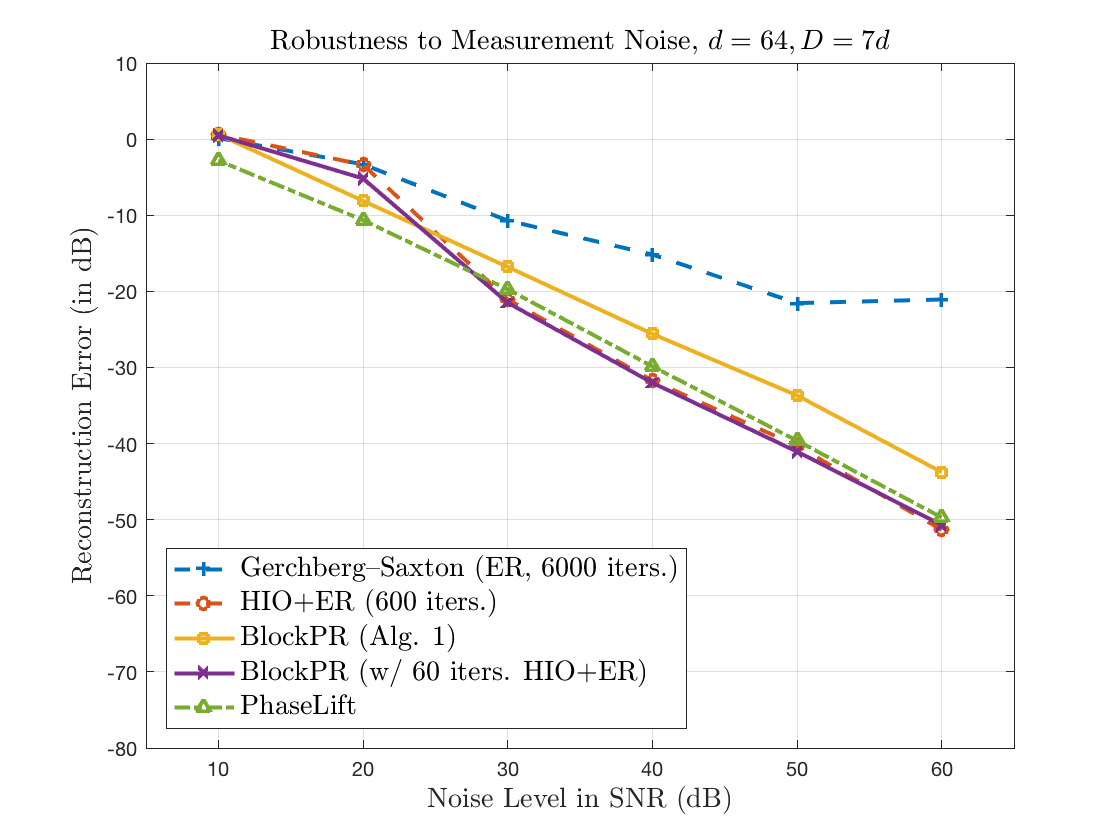 Robustness to Measurement Noise, d = 64, D = 7d
10
0
-10
-20
-30
-40
-50
-60
-70
-80
Reconstruction Error (in dB)
Gerchberg–Saxton (ER, 6000 iters.)
HIO+ER (600 iters.)
BlockPR (Alg. 1)
BlockPR (w/ 60 iters. HIO+ER)
PhaseLift
10 20 30 40 50 60
Noise Level in SNR (dB)